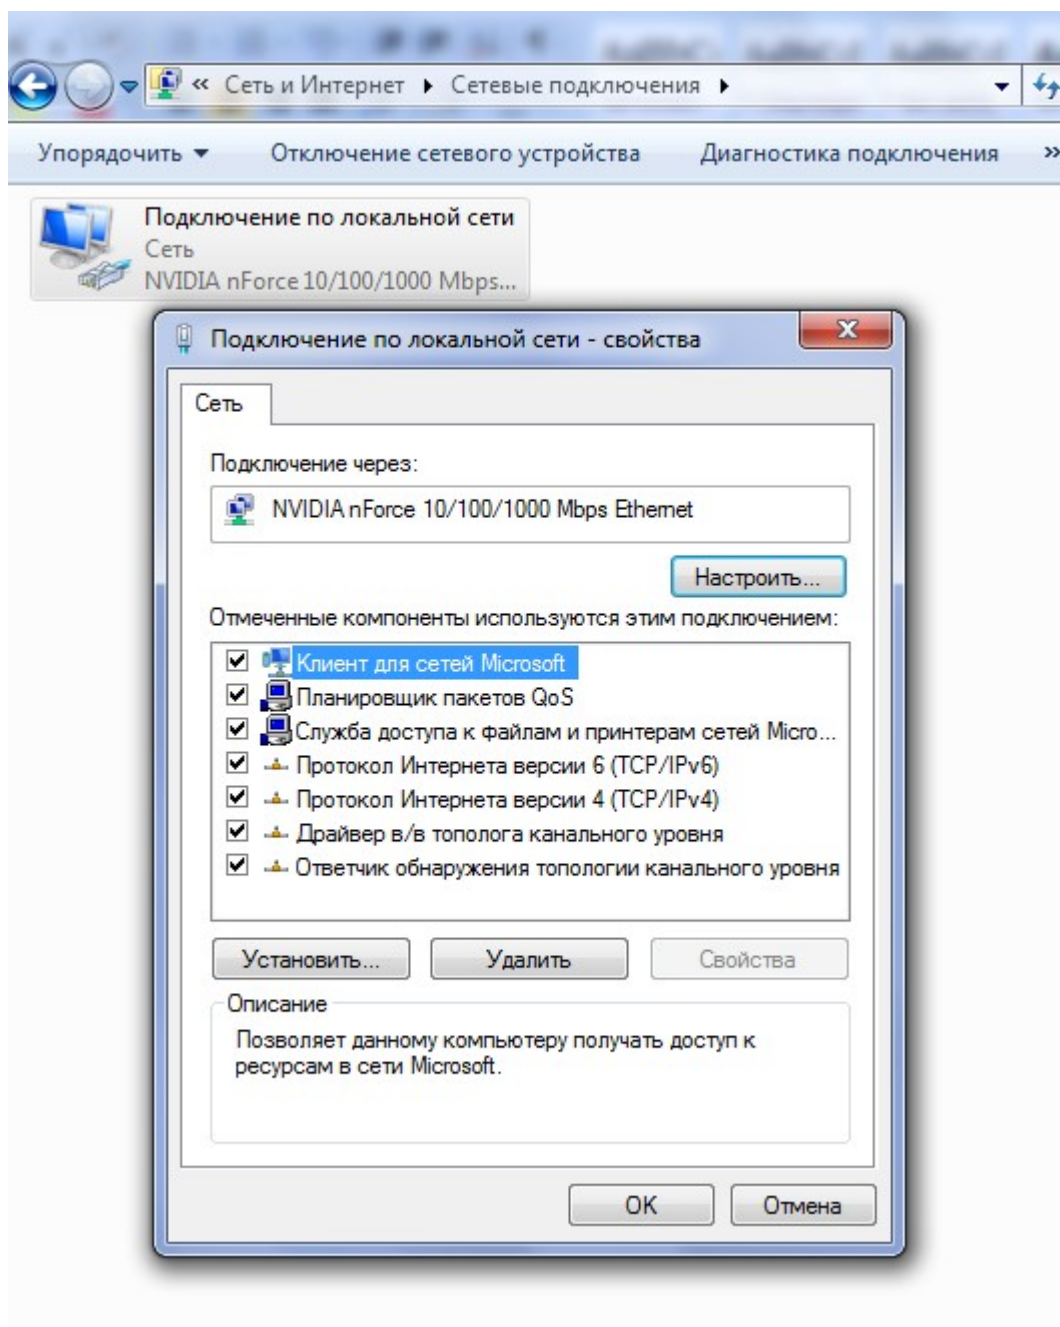 « Сеть и Интернет ▸ Сетевые подключения ▸
Упорядочить ▾ Отключение сетевого устройства Диагностика подключения »
Подключение по локальной сети
Сеть
NVIDIA nForce 10/100/1000 Mbps...
Подключение по локальной сети - свойства
Сеть
Подключение через:
NVIDIA nForce 10/100/1000 Mbps Ethernet
Настроить...
Отмеченные компоненты используются этим подключением:
Клиент для сетей Microsoft
Планировщик пакетов QoS
Служба доступа к файлам и принтерам сетей Micro...
Протокол Интернета версии 6 (TCP/IPv6)
Протокол Интернета версии 4 (TCP/IPv4)
Драйвер в/в тополога канального уровня
Ответчик обнаружения топологии канального уровня
Установить... Удалить Свойства
Описание
Позволяет данному компьютеру получать доступ к
ресурсам в сети Microsoft.
OK Отмена